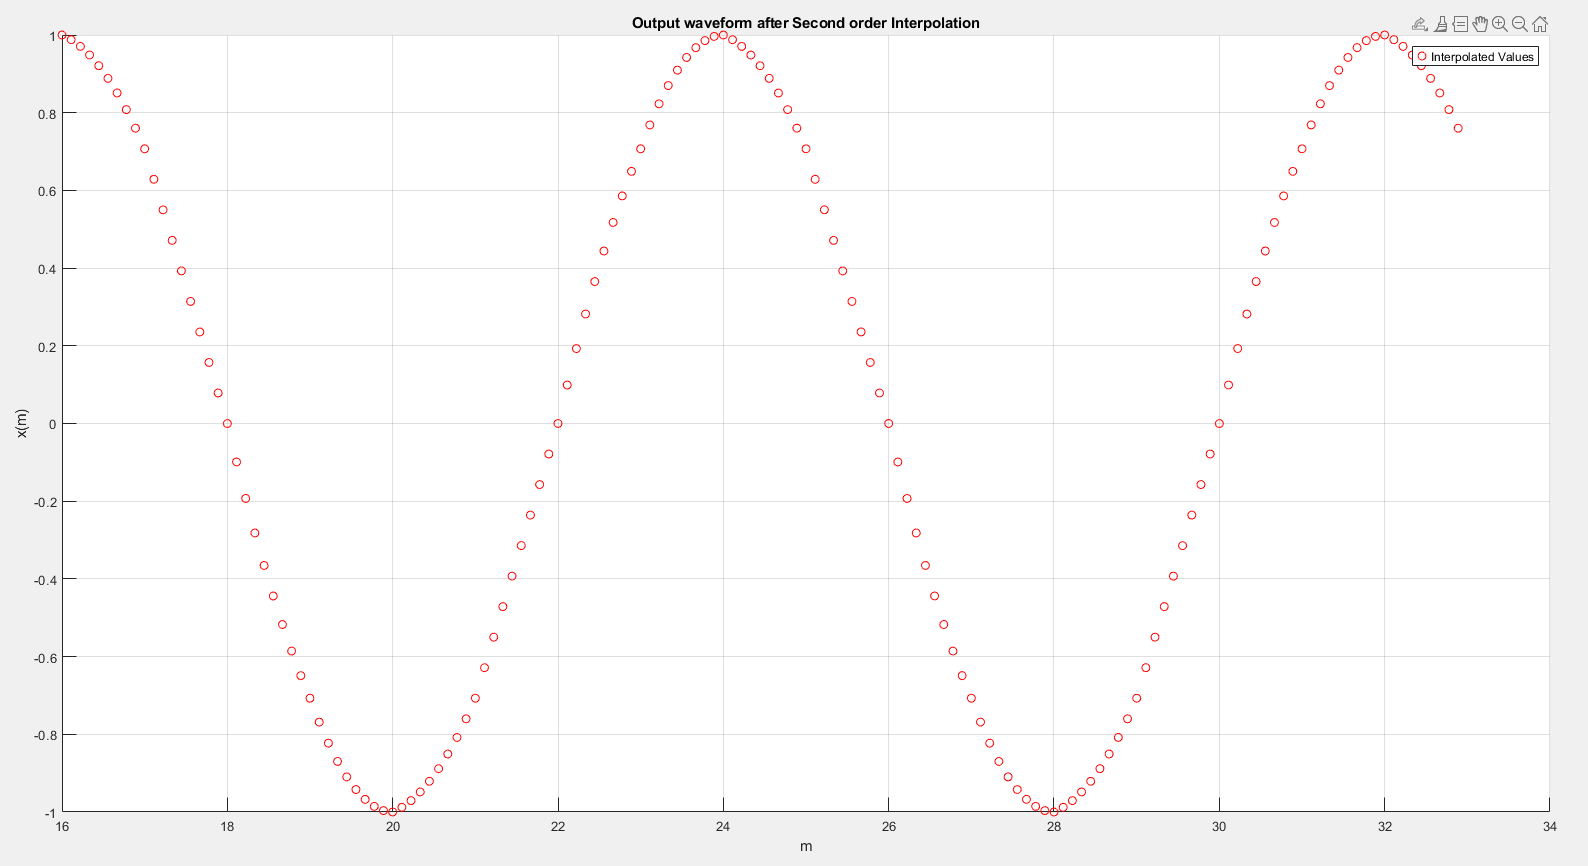 Output waveform after Second order Interpolation
Interpolated Values
1
0.8
0.6
0.4
0.2
0
-0.2
-0.4
-0.6
-0.8
-1
x(m)
16 18 20 22 24 26 28 30 32 34
m